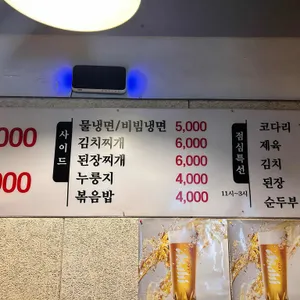 000
000
사이드
물냉면/비빔냉면 5,000
김치찌개 6,000
된장찌개 6,000
누룽지 4,000
볶음밥 4,000
점심특선
11시~3시
코다리
제육
김치
된장
순두부